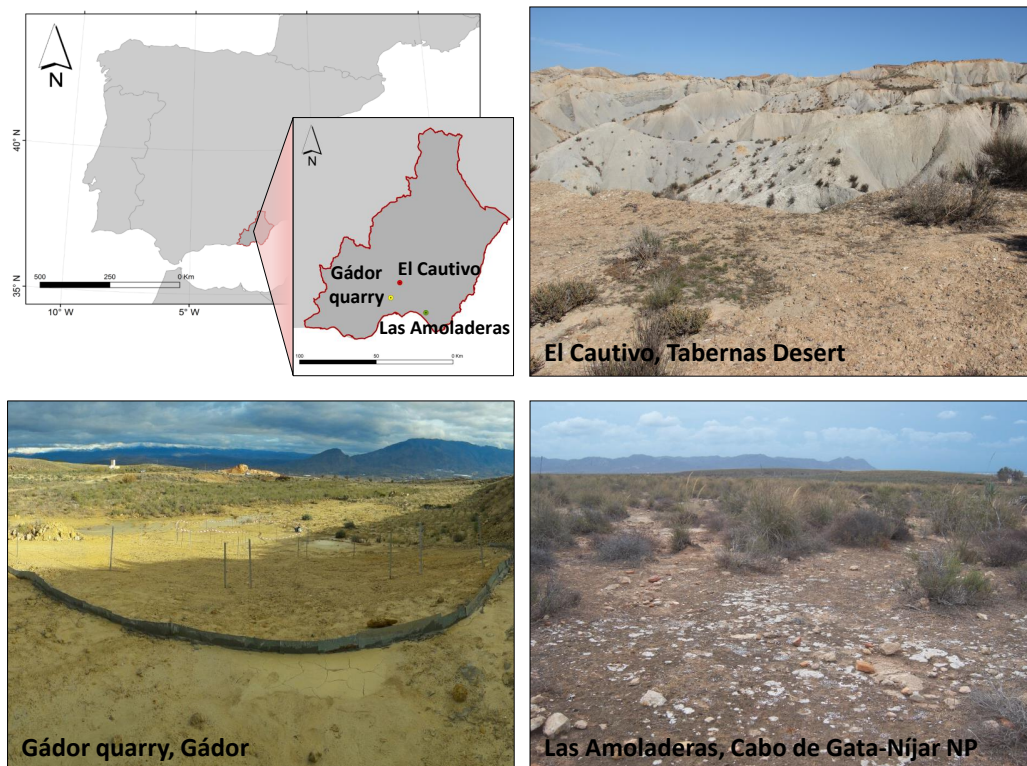 N
40° N
35° N
500
250
0 Km
10° W
5° W
N
Gádor
quarry
El Cautivo
Las Amoladeras
100
50
0 Km
El Cautivo, Tabernas Desert
Gádor quarry, Gádor
Las Amoladeras, Cabo de Gata-Níjar NP